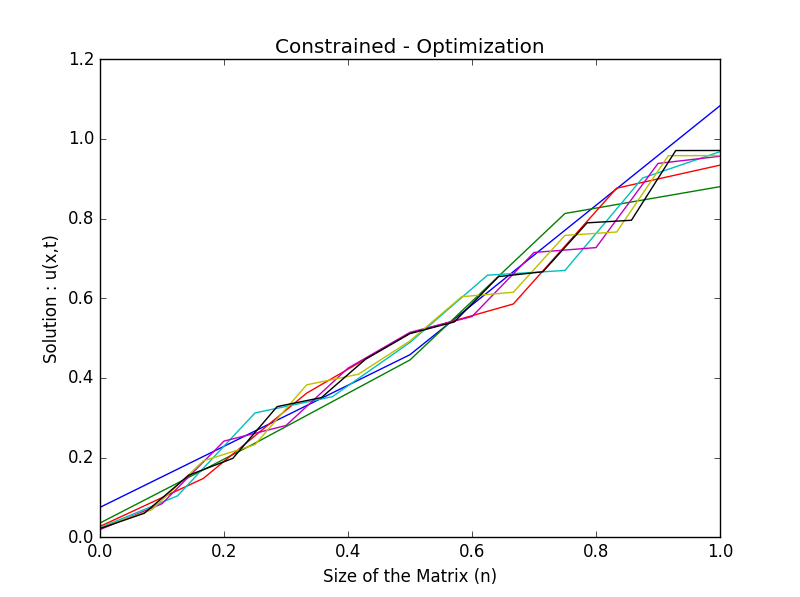 Constrained - Optimization
1.2
1.0
0.8
0.6
0.4
0.2
0.0
Solution : u(x,t)
0.0 0.2 0.4 0.6 0.8 1.0
Size of the Matrix (n)